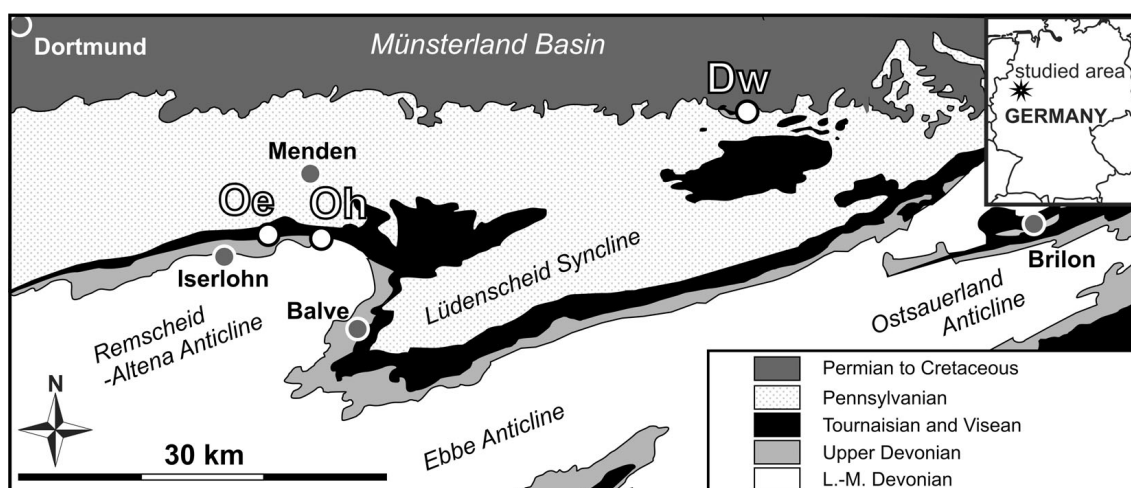 Dortmund
Münsterland Basin
Dw
studied area
GERMANY
Menden
Oe
Oh
Iserlohn
Brilon
Balve
Lüdenscheid Syncline
Remscheid
-Altena Anticline
Ostsauerland
Anticline
Ebbe Anticline
N
30 km
Permian to Cretaceous
Pennsylvanian
Tournaisian and Visean
Upper Devonian
L.-M. Devonian